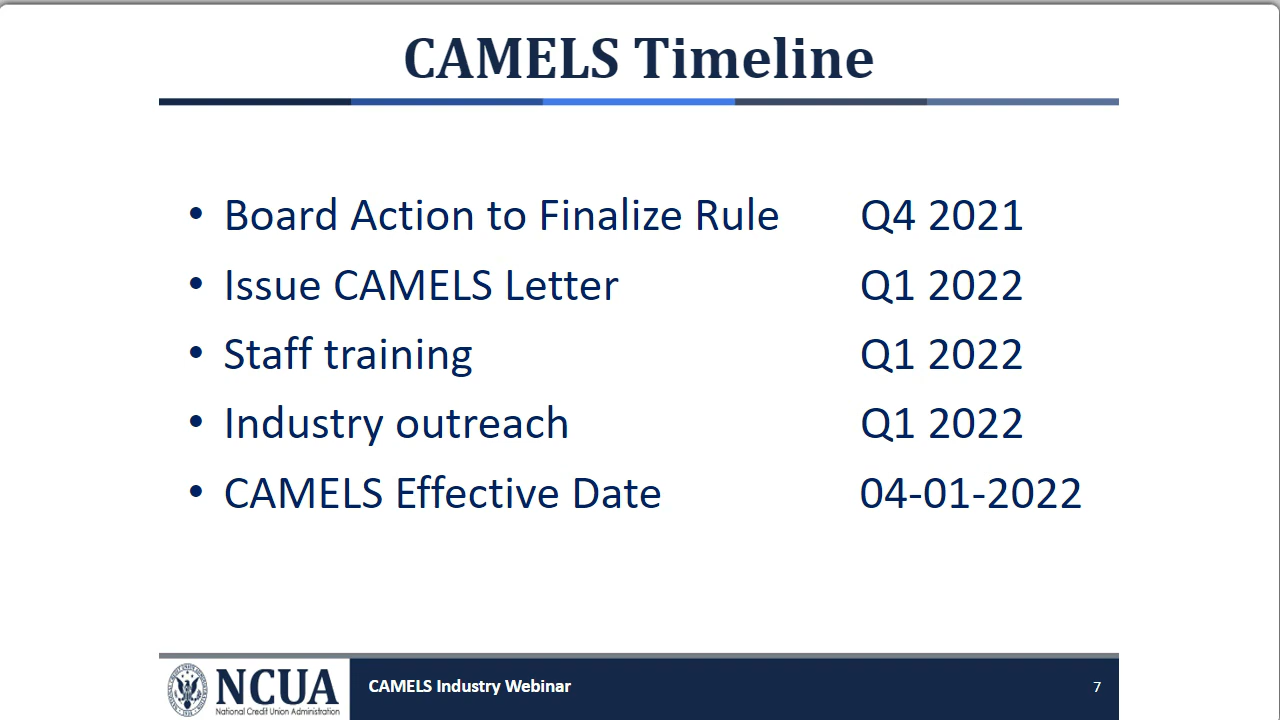 CAMELS Timeline
• Board Action to Finalize Rule Q4 2021
• Issue CAMELS Letter Q1 2022
• Staff training Q1 2022
• Industry outreach Q1 2022
• CAMELS Effective Date 04-01-2022
NCUA
National Credit Union Administration
CAMELS Industry Webinar
7